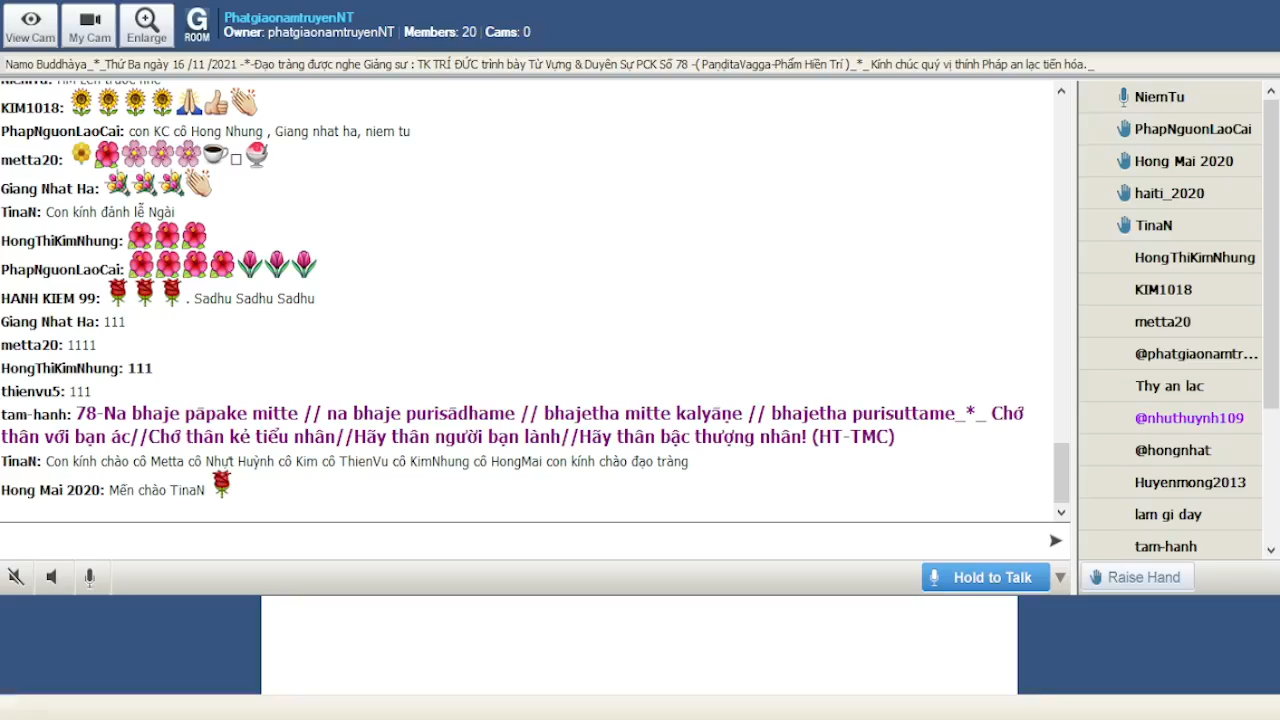 View Cam
My Cam
Enlarge
G
ROOM
PhatgiaonamtruyenNT
Owner: phatgiaonamtruyenNT | Members: 20 | Cams: 0
Namo Buddhàya_*_Thứ Ba ngày 16 /11 /2021 -*-Đạo tràng được nghe Giảng sư : TK TRÍ ĐỨC trình bày Từ Vựng & Duyên Sự PCK Số 78 -( PaṇḍitaVagga-Phẩm Hiền Trí )_*_ Kính chúc quý vị thính Pháp an lạc tiến hóa._
KIM1018:
PhapNguonLaoCai: con KC cô Hong Nhung , Giang nhat ha, niem tu
metta20:
Giang Nhat Ha:
TinaN: Con kính đảnh lễ Ngài
HongThiKimNhung:
PhapNguonLaoCai:
HANH KIEM 99: . Sadhu Sadhu Sadhu
Giang Nhat Ha: 111
metta20: 1111
HongThiKimNhung: 111
thienvu5: 111
tam-hanh: 78-Na bhaje pāpake mitte // na bhaje purisādhame // bhajetha mitte kalyāṇe // bhajetha purisuttame_*_ Chớ
thân với bạn ác//Chớ thân kẻ tiểu nhân//Hãy thân người bạn lành//Hãy thân bậc thượng nhân! (HT-TMC)
TinaN: Con kính chào cô Metta cô Nhựt Huỳnh cô Kim cô ThienVu cô KimNhung cô HongMai con kính chào đạo tràng
Hong Mai 2020: Mến chào TinaN
NiemTu
PhapNguonLaoCai
Hong Mai 2020
haiti_2020
TinaN
HongThiKimNhung
KIM1018
metta20
@phatgiaonamtr...
Thy an lac
@nhuthuynh109
@hongnhat
Huyenmong2013
lam gi day
tam-hanh
Hold to Talk
Raise Hand